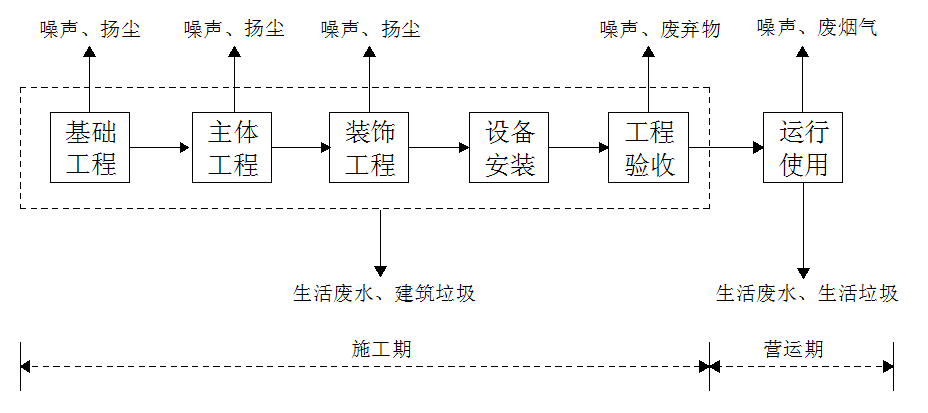 噪声、扬尘
噪声、扬尘
噪声、扬尘
噪声、废弃物
噪声、废烟气
基础
工程
主体
工程
装饰
工程
设备
安装
工程
验收
运行
使用
生活废水、建筑垃圾
生活废水、生活垃圾
施工期
营运期